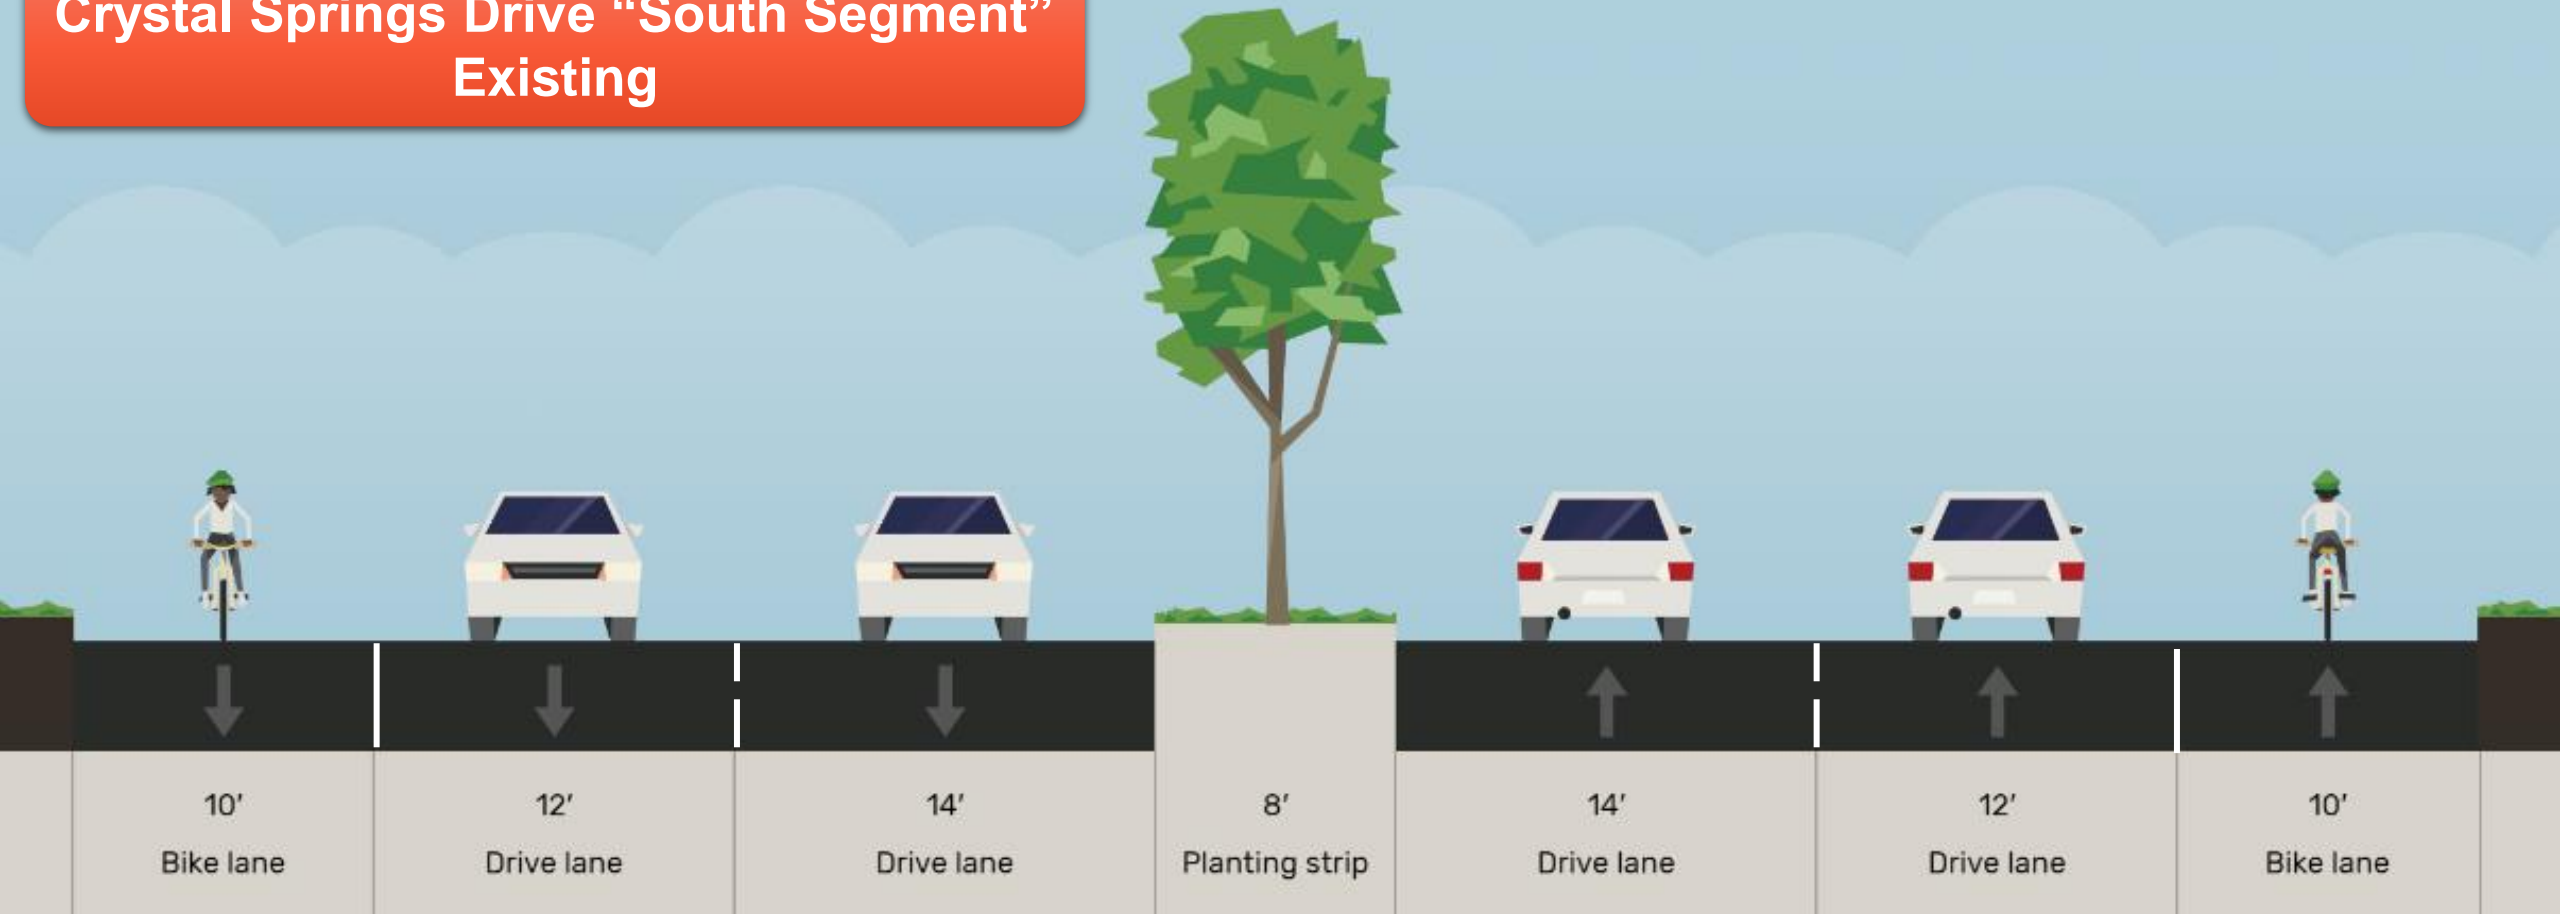 Crystal Springs Drive “South Segment”
Existing
10′ 12′ 14′ 8′ 14′ 12′ 10′
Bike lane Drive lane Drive lane Planting strip Drive lane Drive lane Bike lane